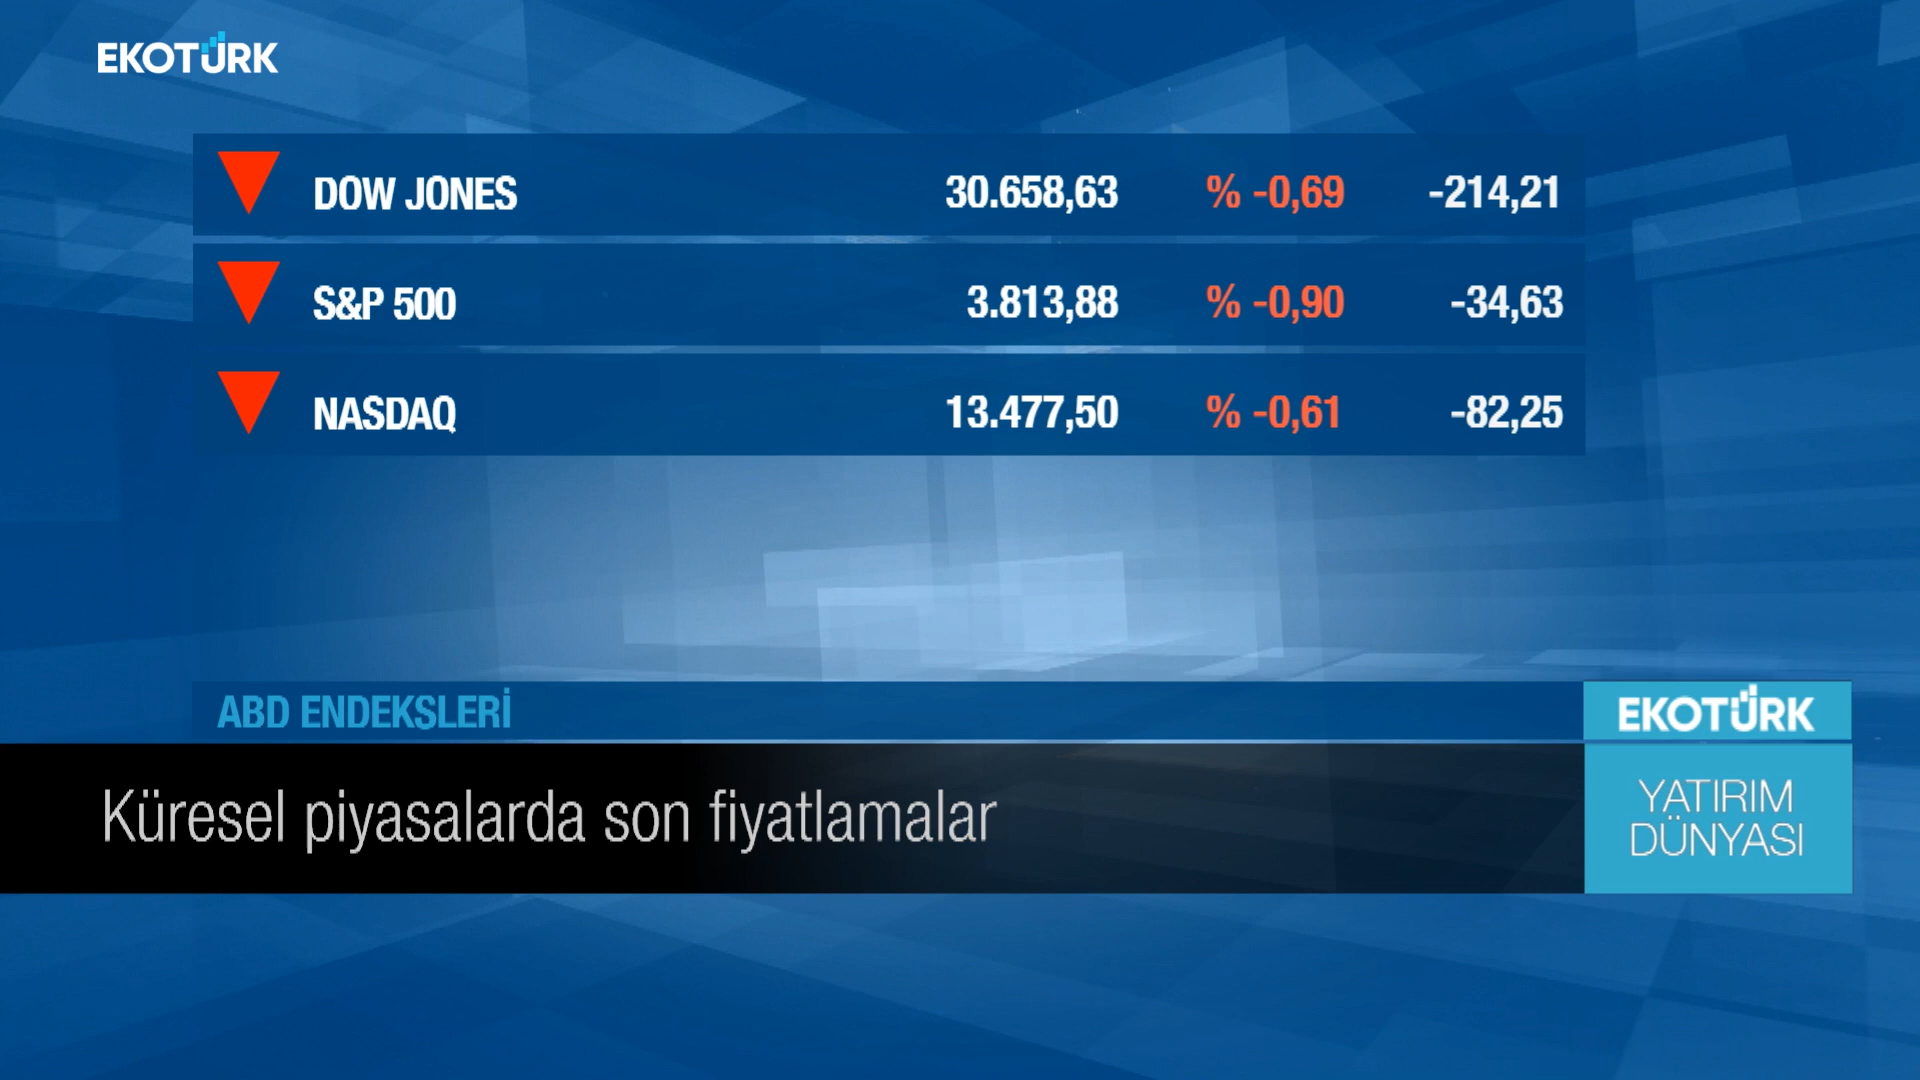 EKOTÜRK
DOW JONES 30.658,63 % -0,69 -214,21
S&P 500 3.813,88 % -0,90 -34,63
NASDAQ 13.477,50 % -0,61 -82,25
ABD ENDEKSLERİ
EKOTÜRK
Küresel piyasalarda son fiyatlamalar
YATIRIM
DÜNYASI